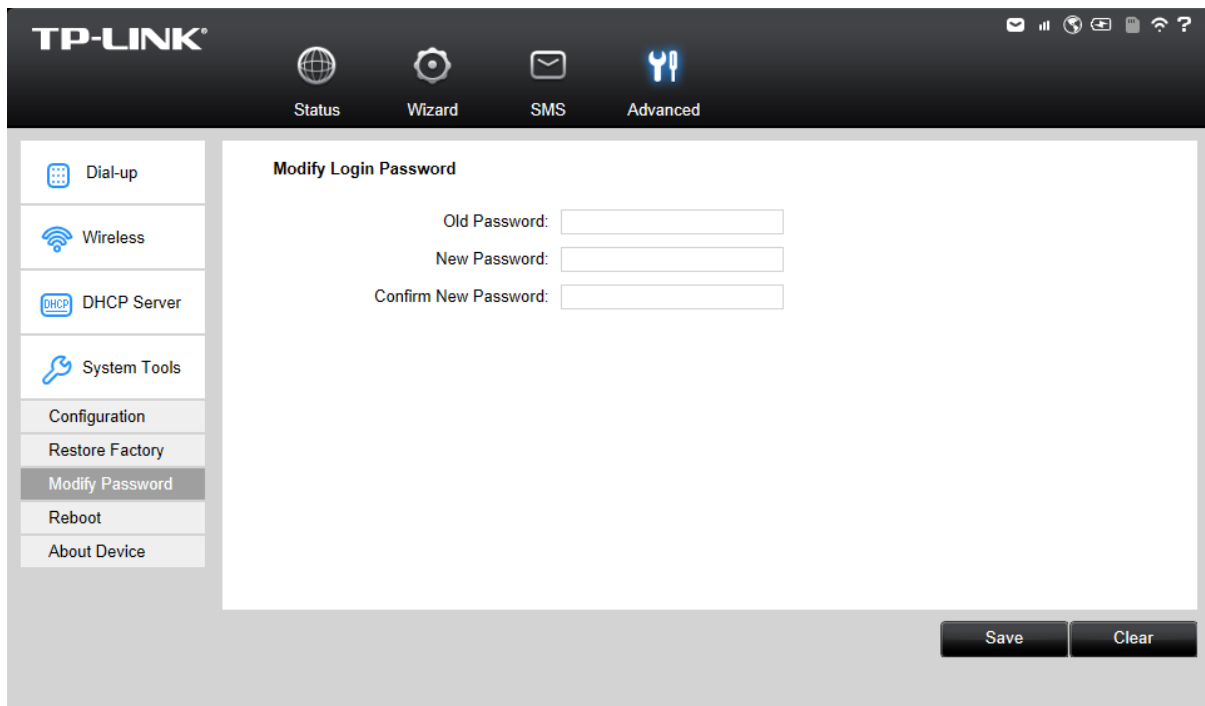 TP-LINK®
?
Status Wizard SMS Advanced
Dial-up
Wireless
DHCP DHCP Server
System Tools
Configuration
Restore Factory
Modify Password
Reboot
About Device
Modify Login Password
Old Password:
New Password:
Confirm New Password:
Save Clear